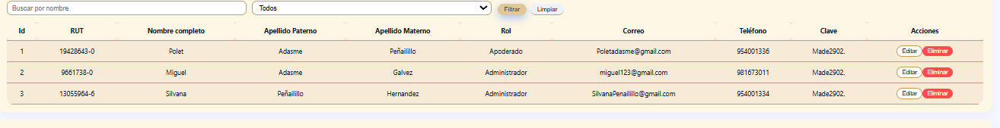 Buscar por nombre Todos Filtrar Limpiar
Id RUT Nombre completo Apellido Paterno Apellido Materno Rol Correo Teléfono Clave Acciones
1 19428643-0 Polet Adasme Peñailillo Apoderado Poletadasme@gmail.com 954001336 Made2902. Editar Eliminar
2 9661738-0 Miguel Adasme Galvez Administrador miguel123@gmail.com 981673011 Made2902. Editar Eliminar
3 13055964-6 Silvana Peñailillo Hernandez Administrador SilvanaPenailillo@gmail.com 954001334 Made2902. Editar Eliminar